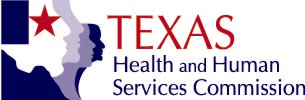 TEXAS
Health and Human
Services Commission